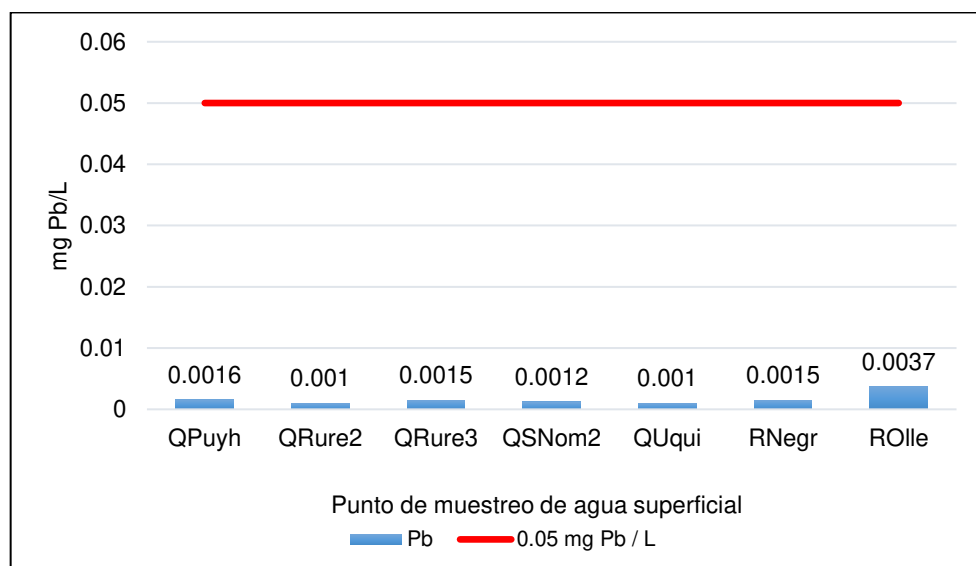 0.06
0.05
0.04
0.03
0.02
0.01
0
mg Pb/L
0.0016 0.001 0.0015 0.0012 0.001 0.0015 0.0037
QPuyh QRure2 QRure3 QSNom2 QUqui RNegr ROlle
Punto de muestreo de agua superficial
Pb 0.05 mg Pb / L